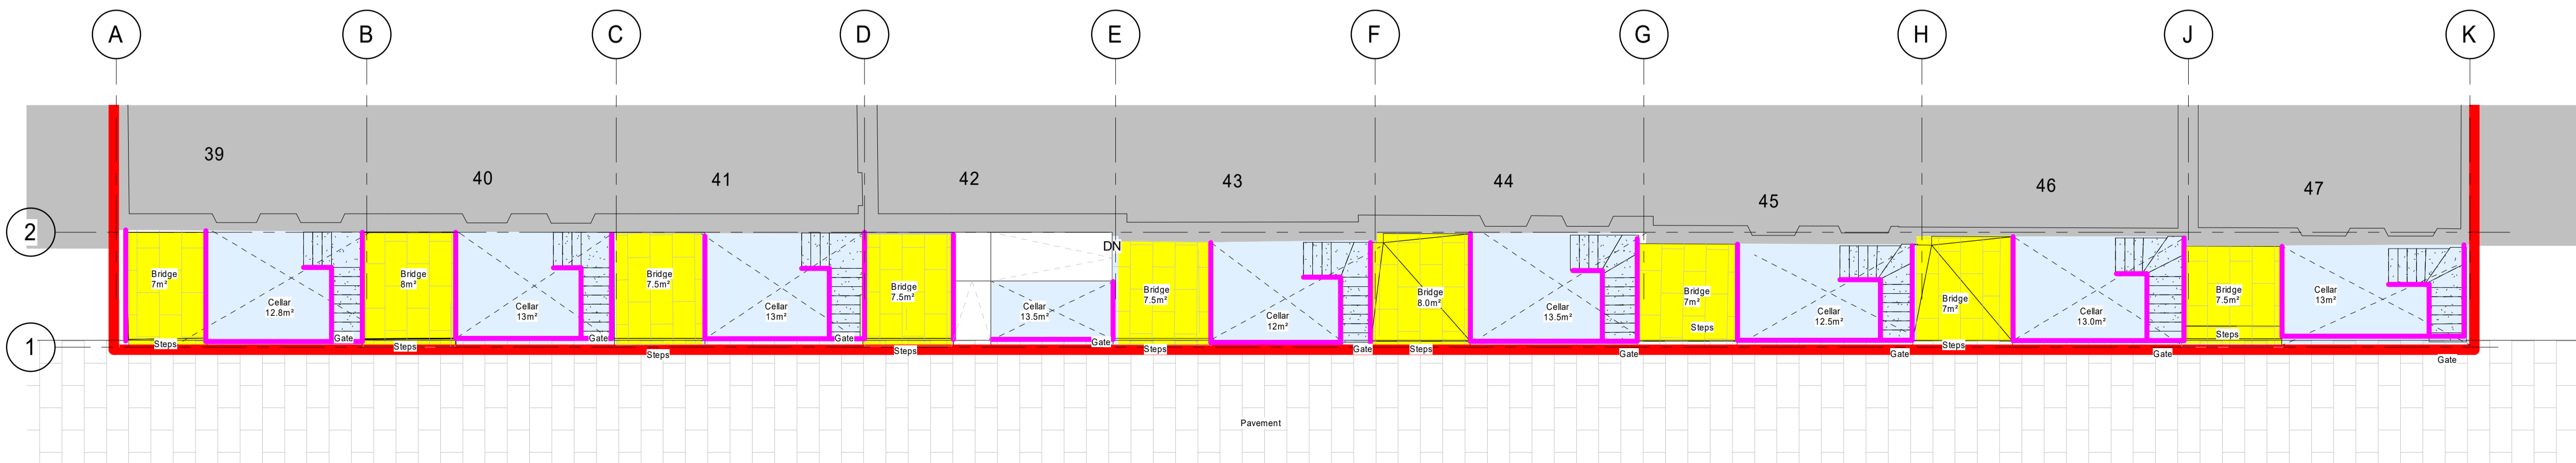 A B C D E F G H J K
39 40 41 42 43 44 45 46 47
2
DN
Bridge
7m²
Cellar
12.8m²
Bridge
8m²
Cellar
13m²
Bridge
7.5m²
Cellar
13m²
Bridge
7.5m²
Cellar
13.5m²
Bridge
7.5m²
Cellar
12m²
Bridge
8.0m²
Cellar
13.5m²
Bridge
7m²
Steps
Cellar
12.5m²
Bridge
7m²
Cellar
13.0m²
Bridge
7.5m²
Steps
Cellar
13m²
1
Steps
Gate
Steps
Gate
Steps
Gate
Steps
Gate
Steps
Gate
Steps
Gate
Gate
Steps
Gate
Gate
Pavement